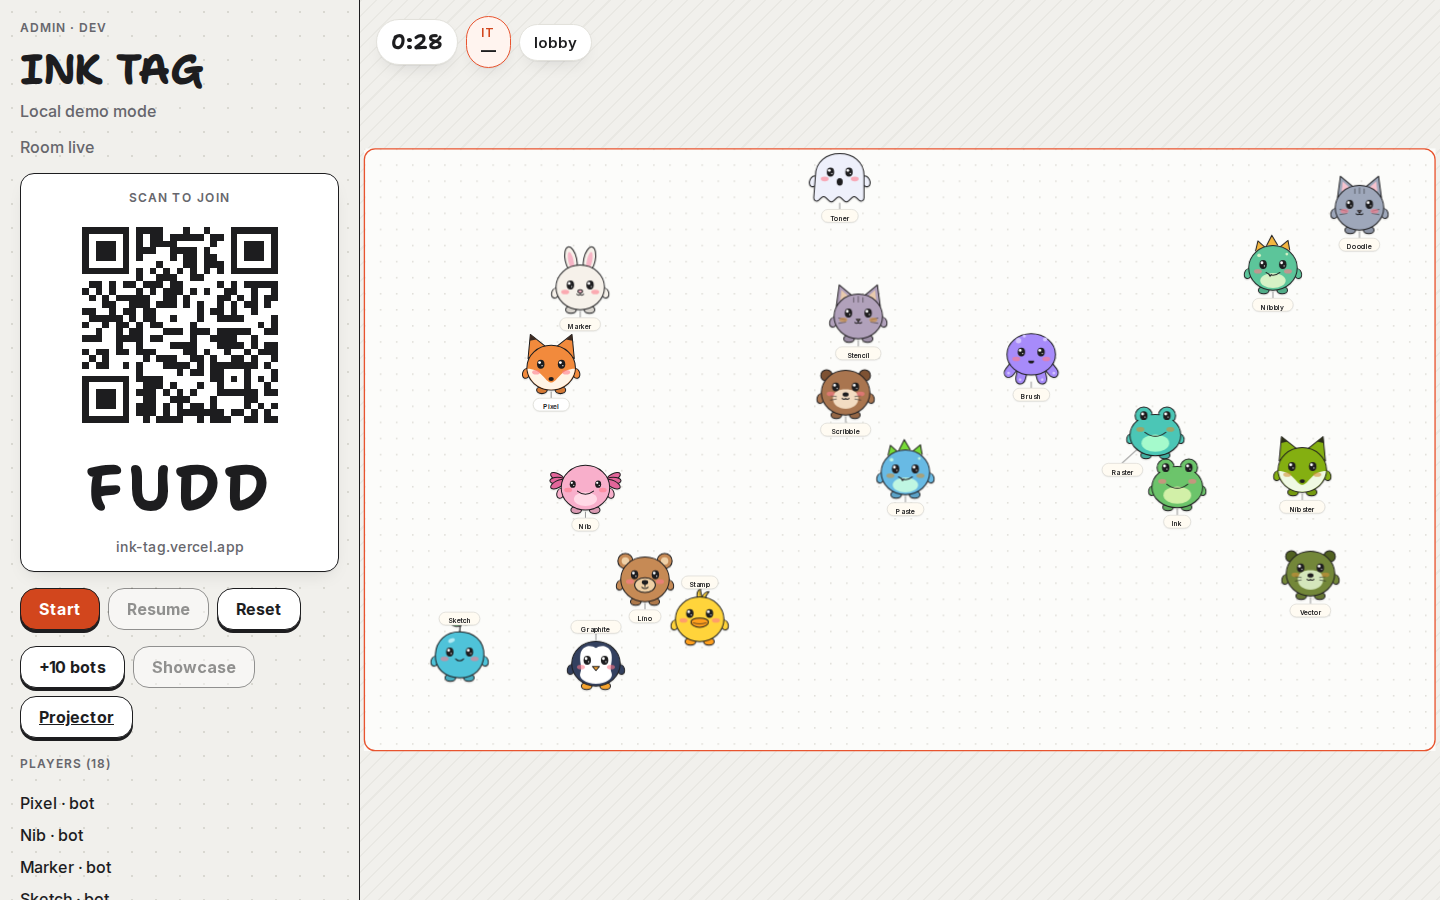 ADMIN · DEV
INK TAG
Local demo mode
Room live
SCAN TO JOIN
FUDD
ink-tag.vercel.app
Start
Resume
Reset
+10 bots
Showcase
Projector
PLAYERS (18)
Pixel · bot
Nib · bot
Marker · bot
Sketch · bot
0:28
IT
—
lobby
Toner
Doodle
Nibbly
Marker
Stencil
Pixel
Brush
Scribble
Raster
Paste
Nibster
Ink
Nib
Stamp
Lino
Vector
Sketch
Graphite